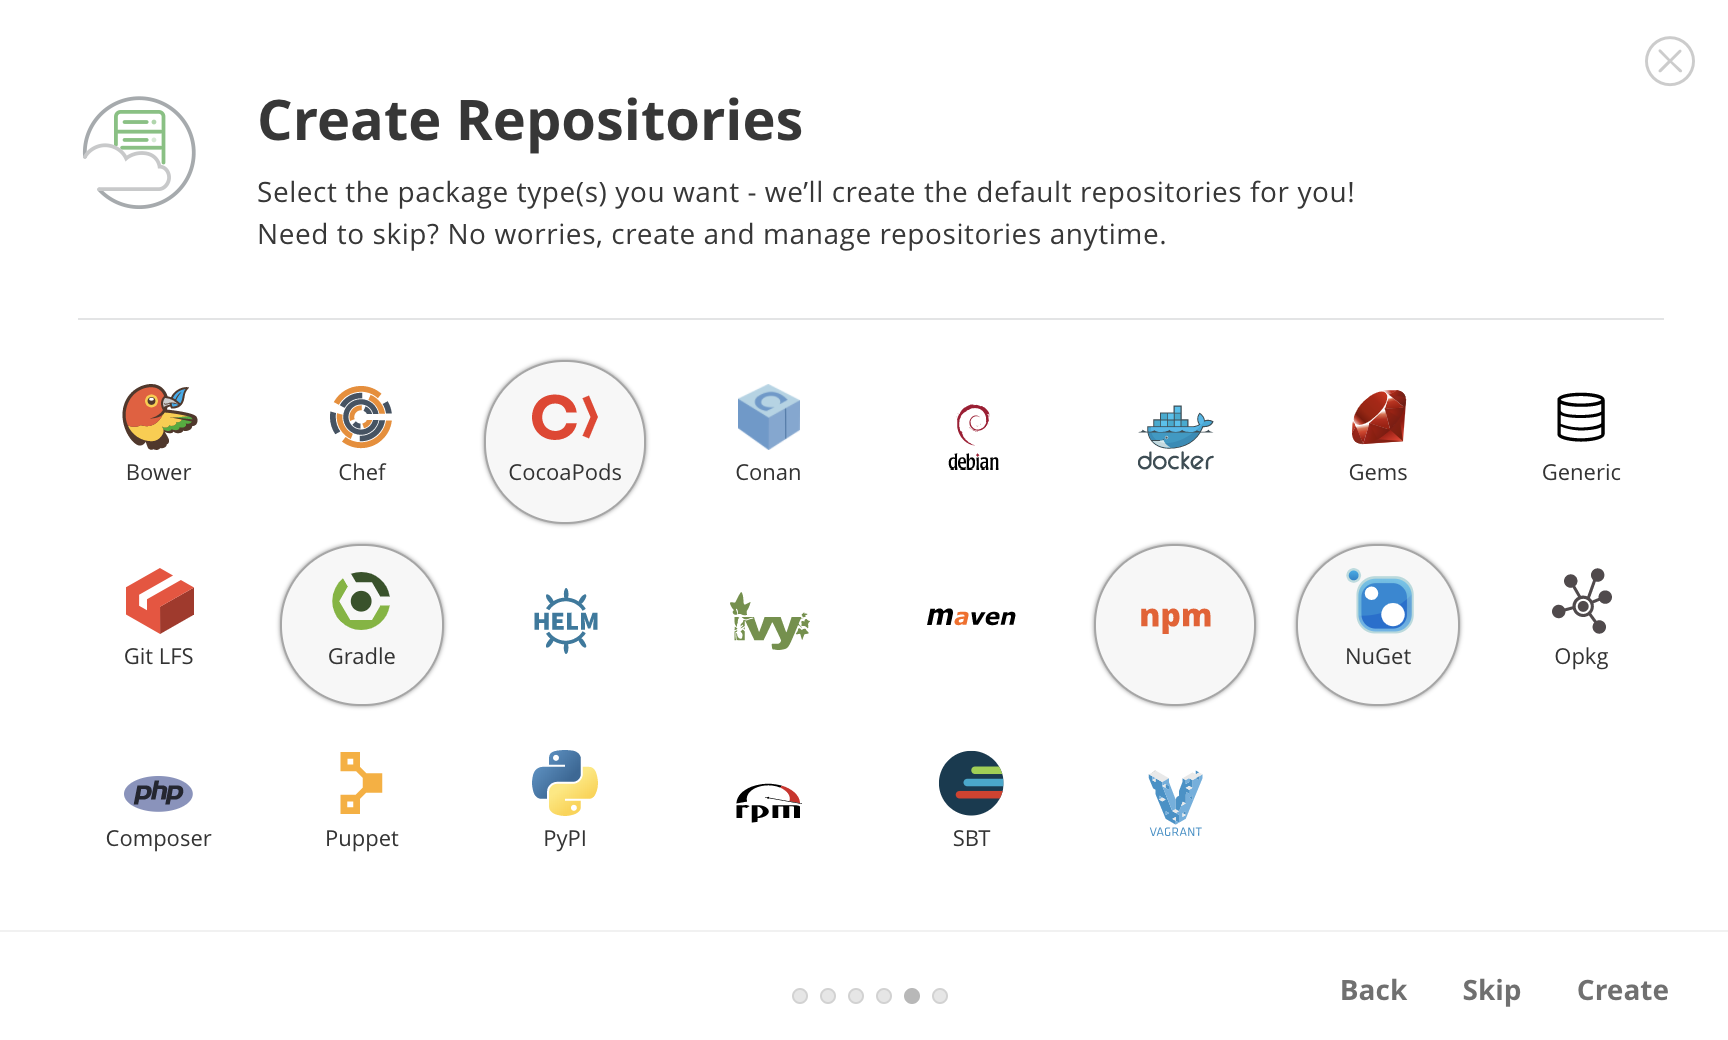 Create Repositories
Select the package type(s) you want - we’ll create the default repositories for you!
Need to skip? No worries, create and manage repositories anytime.
Bower
Chef
CocoaPods
Conan
debian
docker
Gems
Generic
Git LFS
Gradle
HELM
ivy
maven
npm
NuGet
Opkg
php
Composer
Puppet
PyPI
rpm
SBT
VAGRANT
Back
Skip
Create